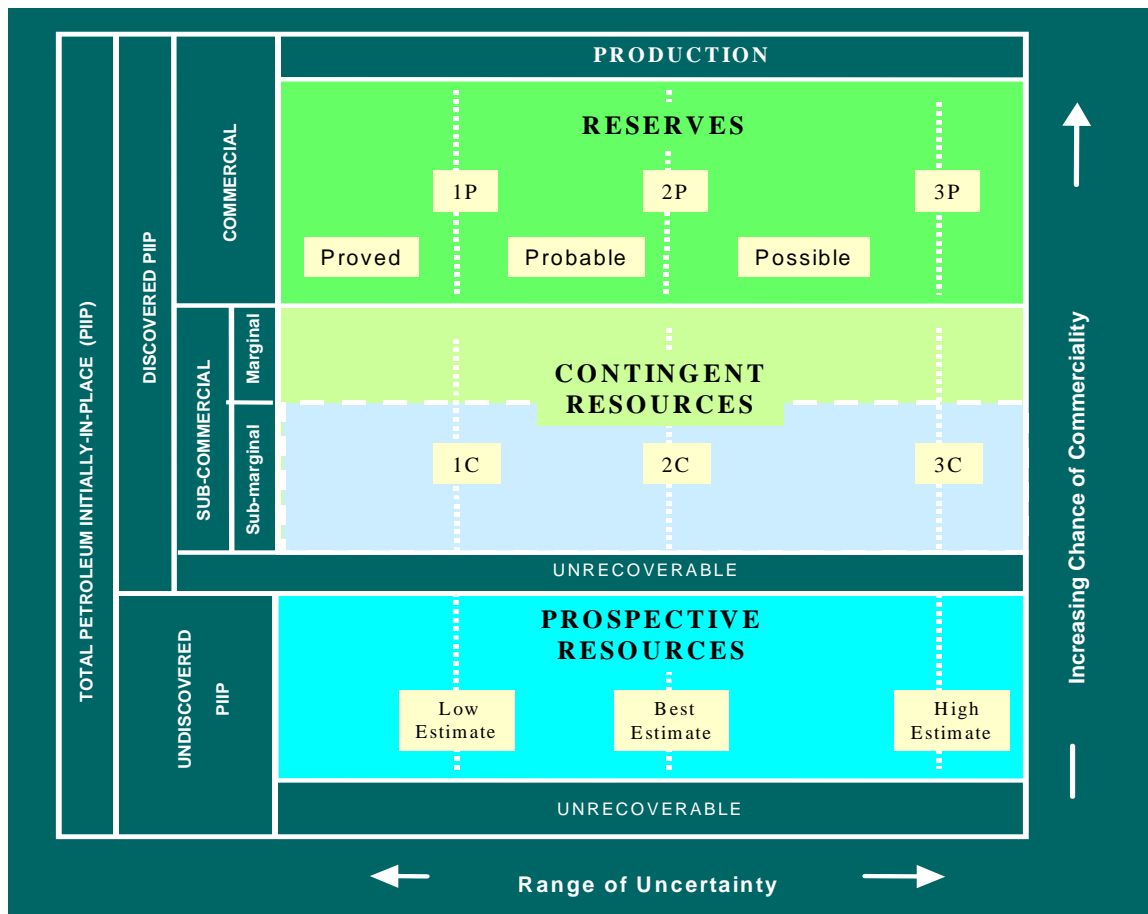 TOTAL PETROLEUM INITIALLY-IN-PLACE (PIIP)
DISCOVERED PIIP
COMMERCIAL
PRODUCTION
RESERVES
1P
2P
3P
Proved
Probable
Possible
SUB-COMMERCIAL
Marginal
Sub-marginal
CONTINGENT
RESOURCES
1C
2C
3C
UNRECOVERABLE
UNDISCOVERED
PIIP
PROSPECTIVE
RESOURCES
Low
Estimate
Best
Estimate
High
Estimate
UNRECOVERABLE
Increasing Chance of Commerciality
Range of Uncertainty